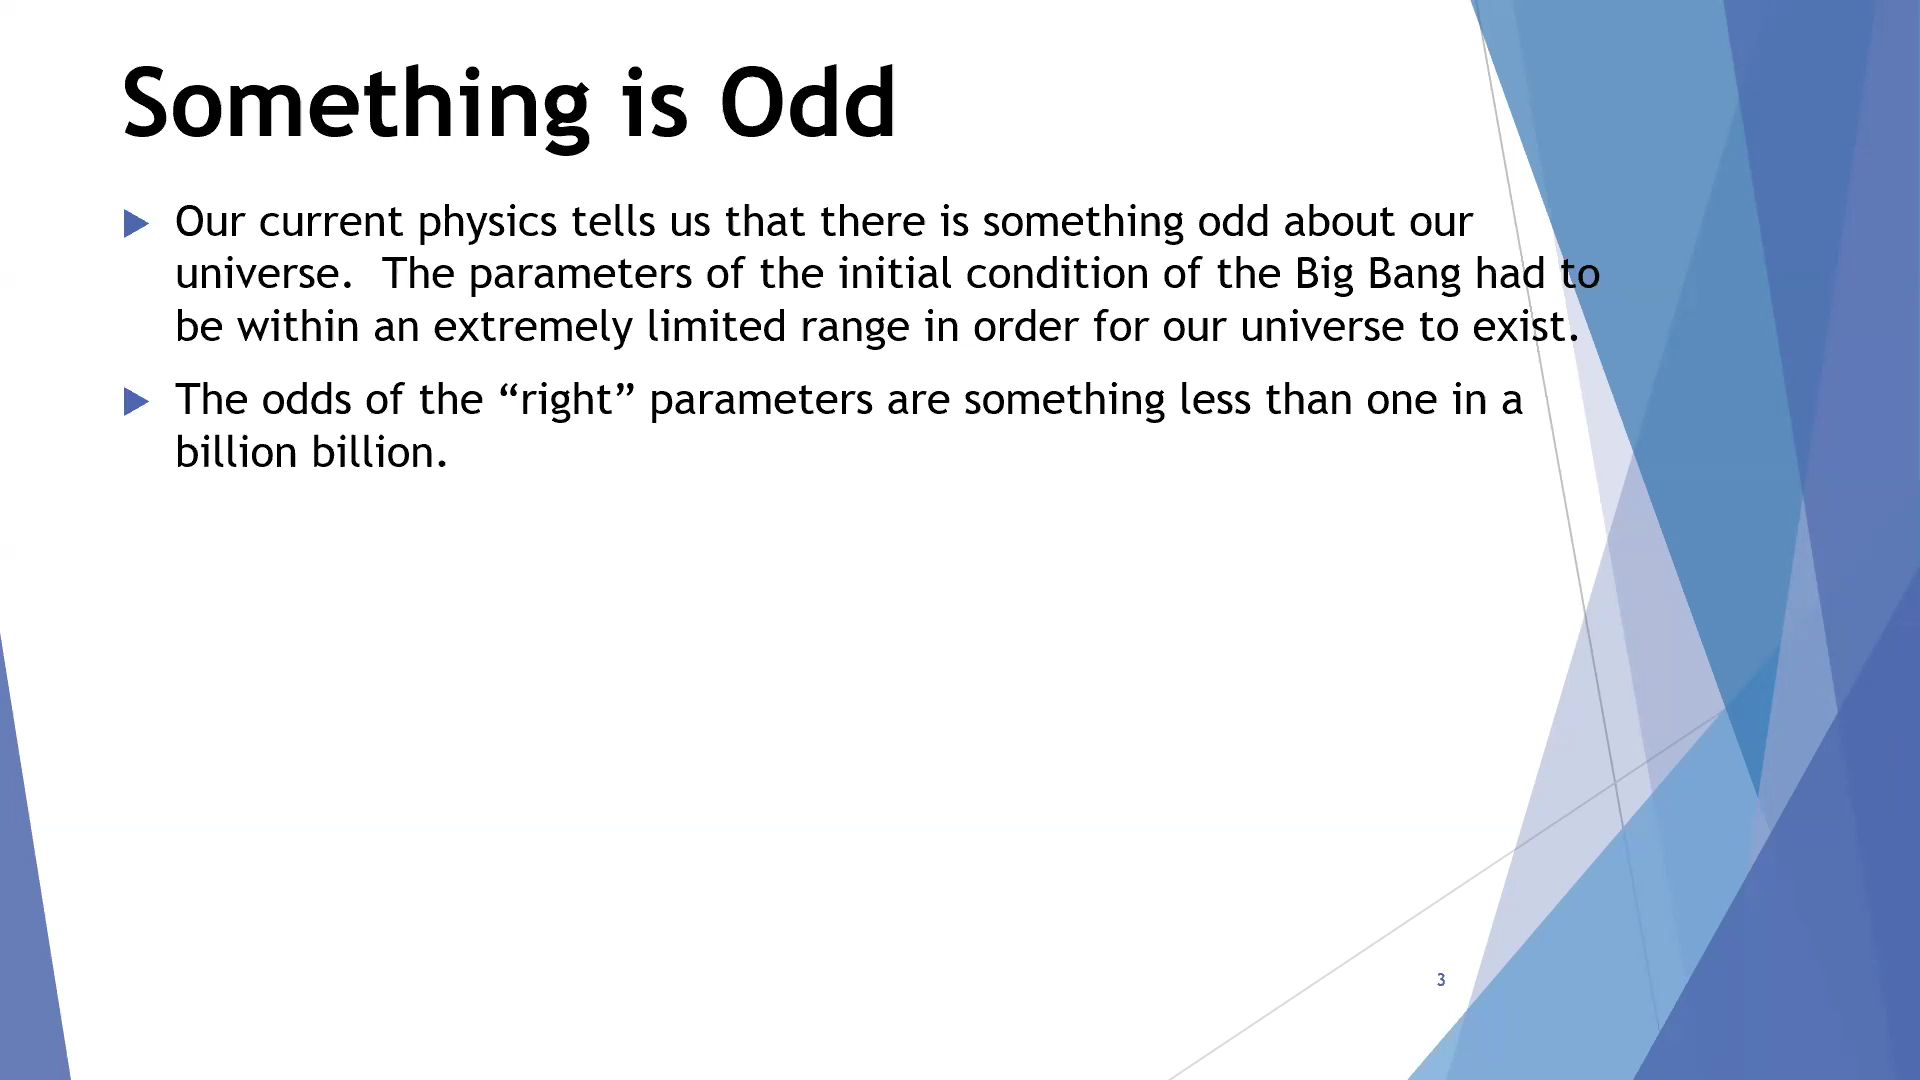 Something is Odd
Our current physics tells us that there is something odd about our
universe.  The parameters of the initial condition of the Big Bang had to
be within an extremely limited range in order for our universe to exist.
The odds of the “right” parameters are something less than one in a
billion billion.
3